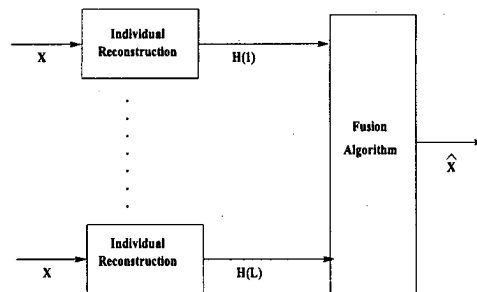 Individual
Reconstruction
X
H(1)
Fusion
Algorithm
^
X
Individual
Reconstruction
X
H(L)